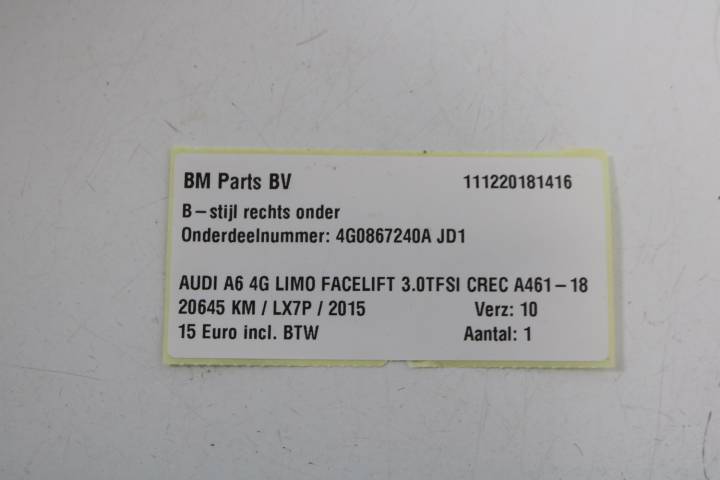 BM Parts BV 111220181416
B-stijl rechts onder
Onderdeelnummer: 4G0867240A JD1
AUDI A6 4G LIMO FACELIFT 3.0TFSI CREC A461-18
20645 KM / LX7P / 2015 Verz: 10
15 Euro incl. BTW Aantal: 1